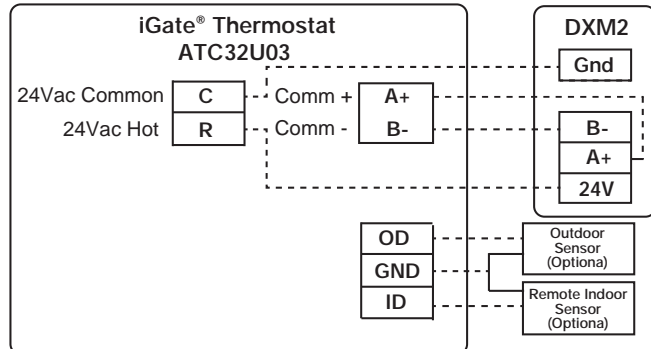 iGate® Thermostat
ATC32U03
DXM2
Gnd
24Vac Common
C
Comm +
A+
24Vac Hot
R
Comm -
B-
B-
A+
24V
OD
GND
ID
Outdoor
Sensor
(Optiona)
Remote Indoor
Sensor
(Optiona)